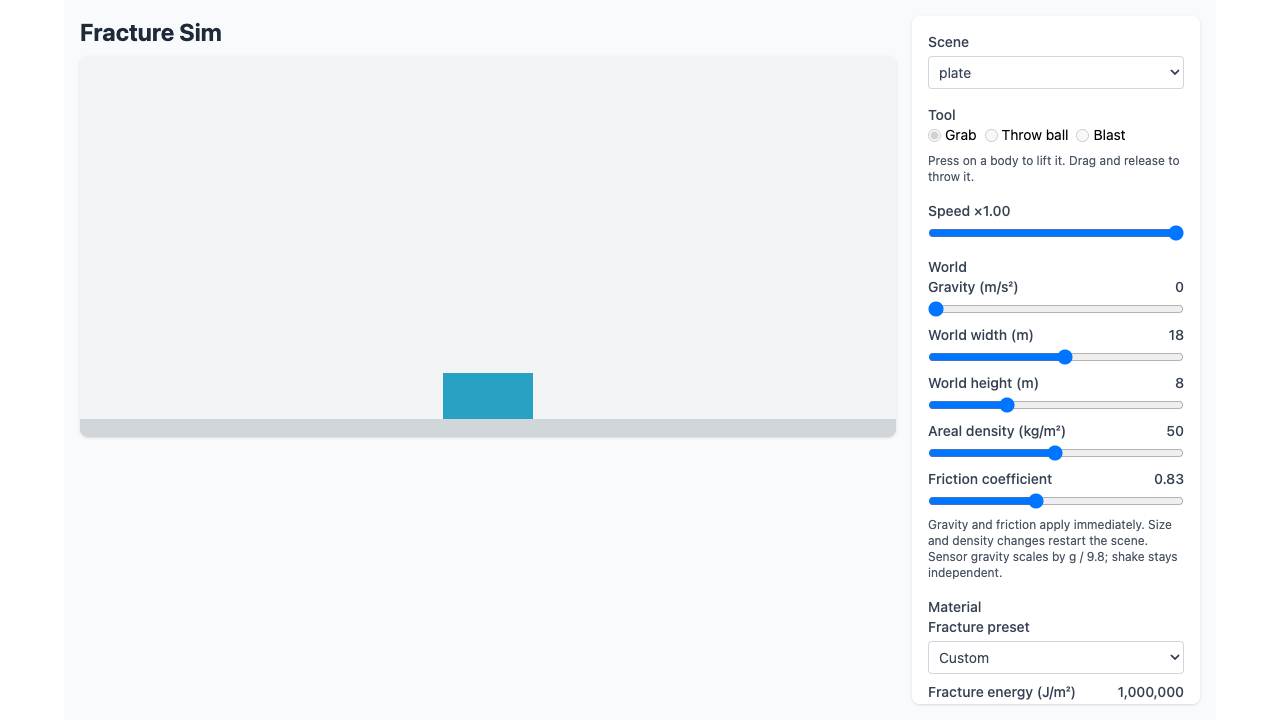 Fracture Sim
Scene
plate
Tool
Grab Throw ball Blast
Press on a body to lift it. Drag and release to
throw it.
Speed ×1.00
World
Gravity (m/s²) 0
World width (m) 18
World height (m) 8
Areal density (kg/m²) 50
Friction coefficient 0.83
Gravity and friction apply immediately. Size
and density changes restart the scene.
Sensor gravity scales by g / 9.8; shake stays
independent.
Material
Fracture preset
Custom
Fracture energy (J/m²) 1,000,000